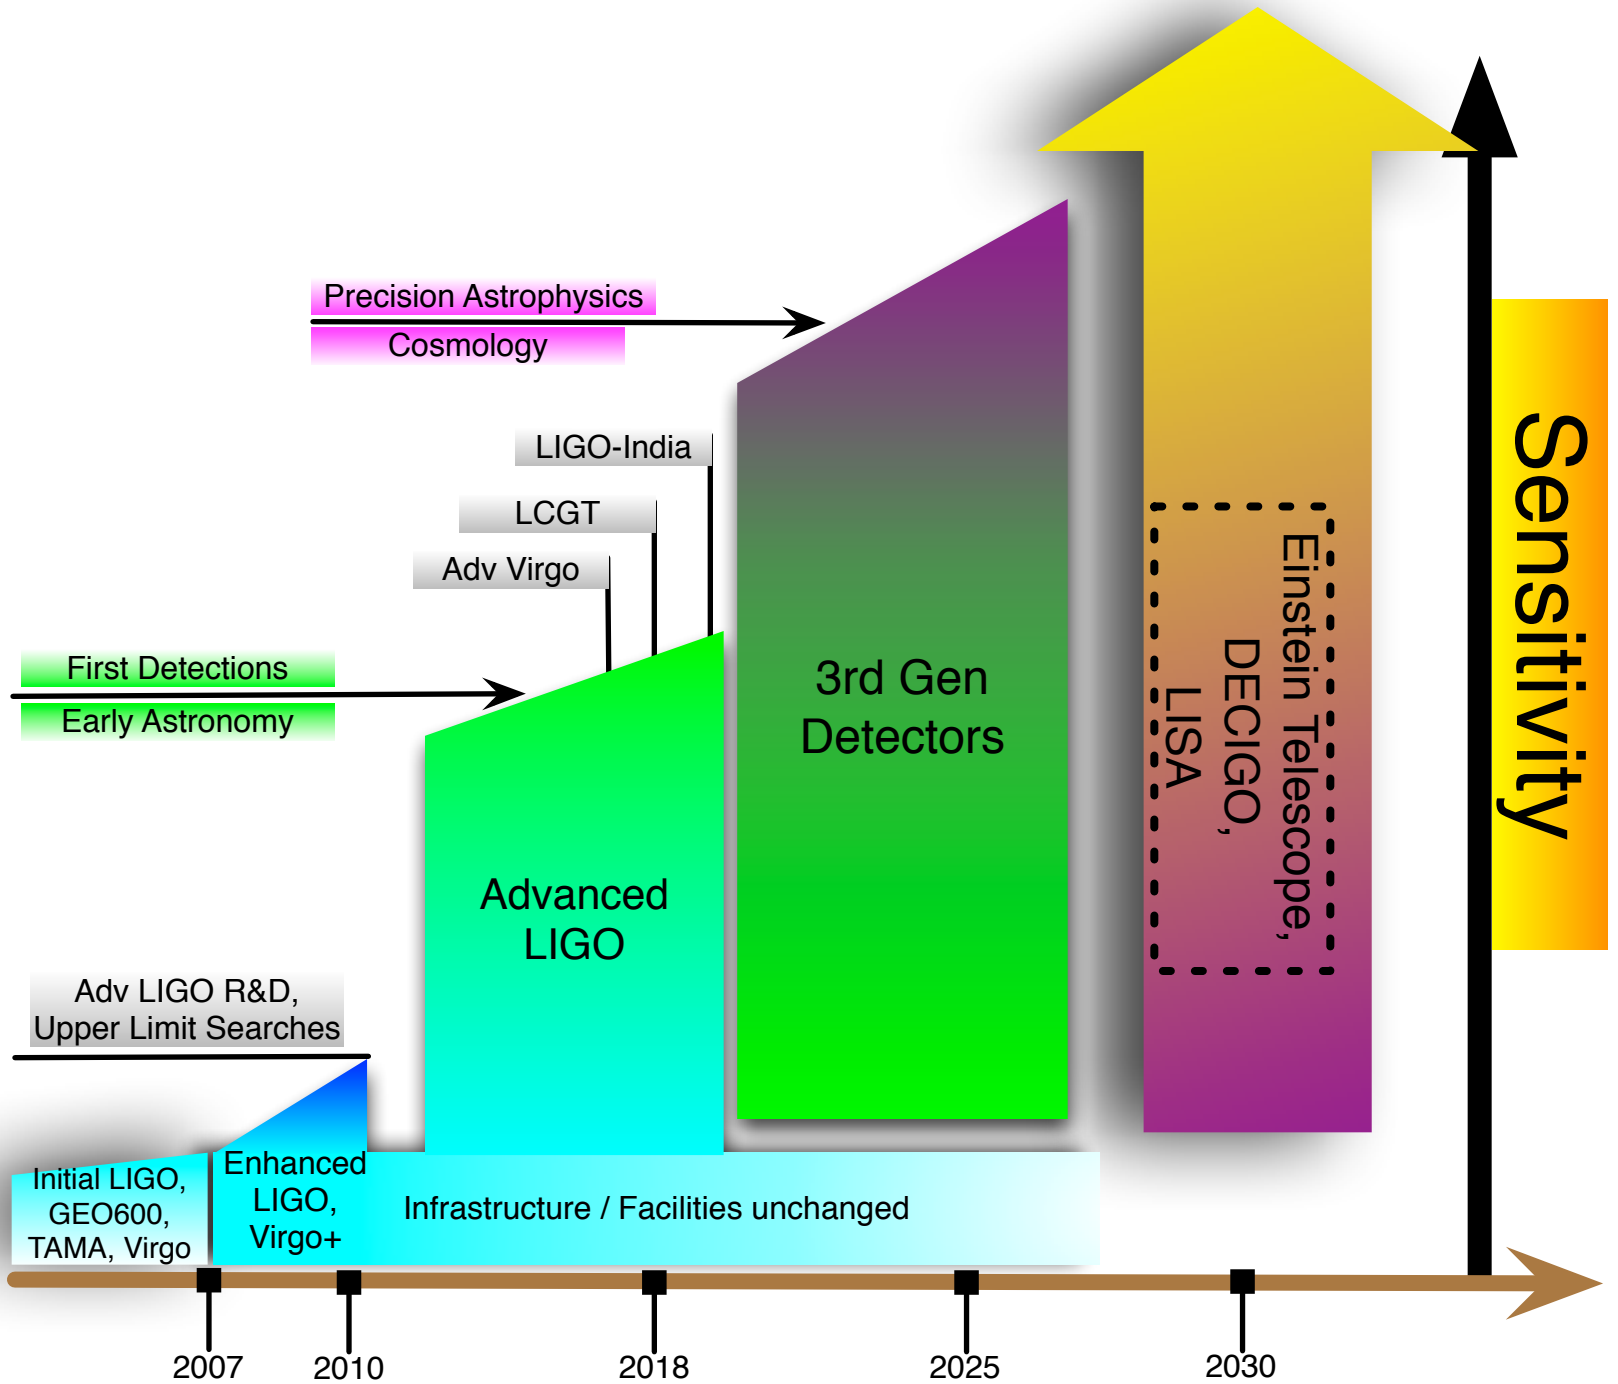 Precision Astrophysics
Cosmology
LIGO-India
LCGT
Adv Virgo
First Detections
Early Astronomy
Adv LIGO R&D,
Upper Limit Searches
Initial LIGO,
GEO600,
TAMA, Virgo
Enhanced
LIGO,
Virgo+
Infrastructure / Facilities unchanged
Advanced
LIGO
3rd Gen
Detectors
Einstein Telescope,
DECIGO,
LISA
Sensitivity
2007
2010
2018
2025
2030